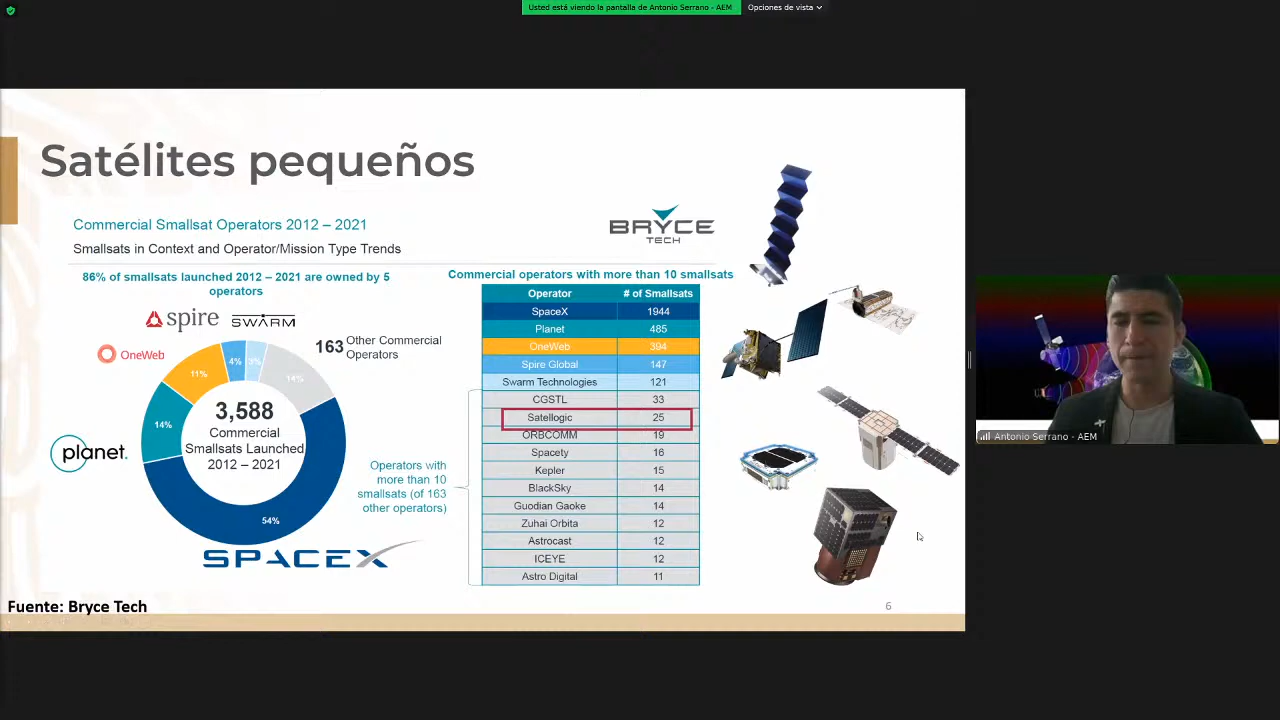 Usted está viendo la pantalla de Antonio Serrano - AEM
Opciones de vista
Satélites pequeños
Commercial Smallsat Operators 2012 – 2021
Smallsats in Context and Operator/Mission Type Trends
BRYCE
TECH
86% of smallsats launched 2012 – 2021 are owned by 5
operators
spire
SWARM
OneWeb
163 Other Commercial
Operators
planet.
4%
3%
11%
14%
14%
54%
3,588
Commercial
Smallsats Launched
2012 – 2021
SPACEX
Operators with
more than 10
smallsats (of 163
other operators)
Commercial operators with more than 10 smallsats
Operator # of Smallsats
SpaceX 1944
Planet 485
OneWeb 394
Spire Global 147
Swarm Technologies 121
CGSTL 33
Satellogic 25
ORBCOMM 19
Spacety 16
Kepler 15
BlackSky 14
Guodian Gaoke 14
Zuhai Orbita 12
Astrocast 12
ICEYE 12
Astro Digital 11
Fuente: Bryce Tech
6
Antonio Serrano - AEM